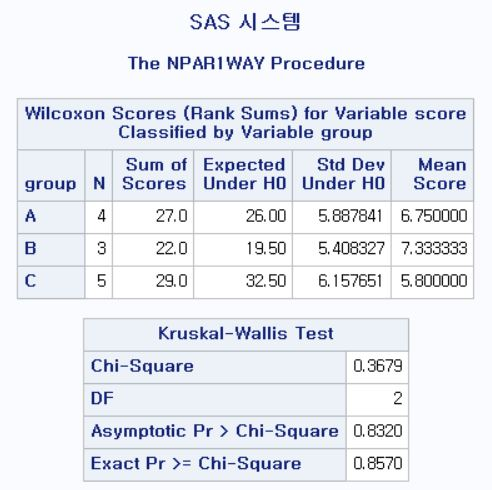 SAS 시스템
The NPAR1WAY Procedure
Wilcoxon Scores (Rank Sums) for Variable score
Classified by Variable group
group N Sum of Scores Expected Under H0 Std Dev Under H0 Mean Score
A 4 27.0 26.00 5.887841 6.750000
B 3 22.0 19.50 5.408327 7.333333
C 5 29.0 32.50 6.157651 5.800000
Kruskal-Wallis Test
Chi-Square 0.3679
DF 2
Asymptotic Pr > Chi-Square 0.8320
Exact Pr >= Chi-Square 0.8570